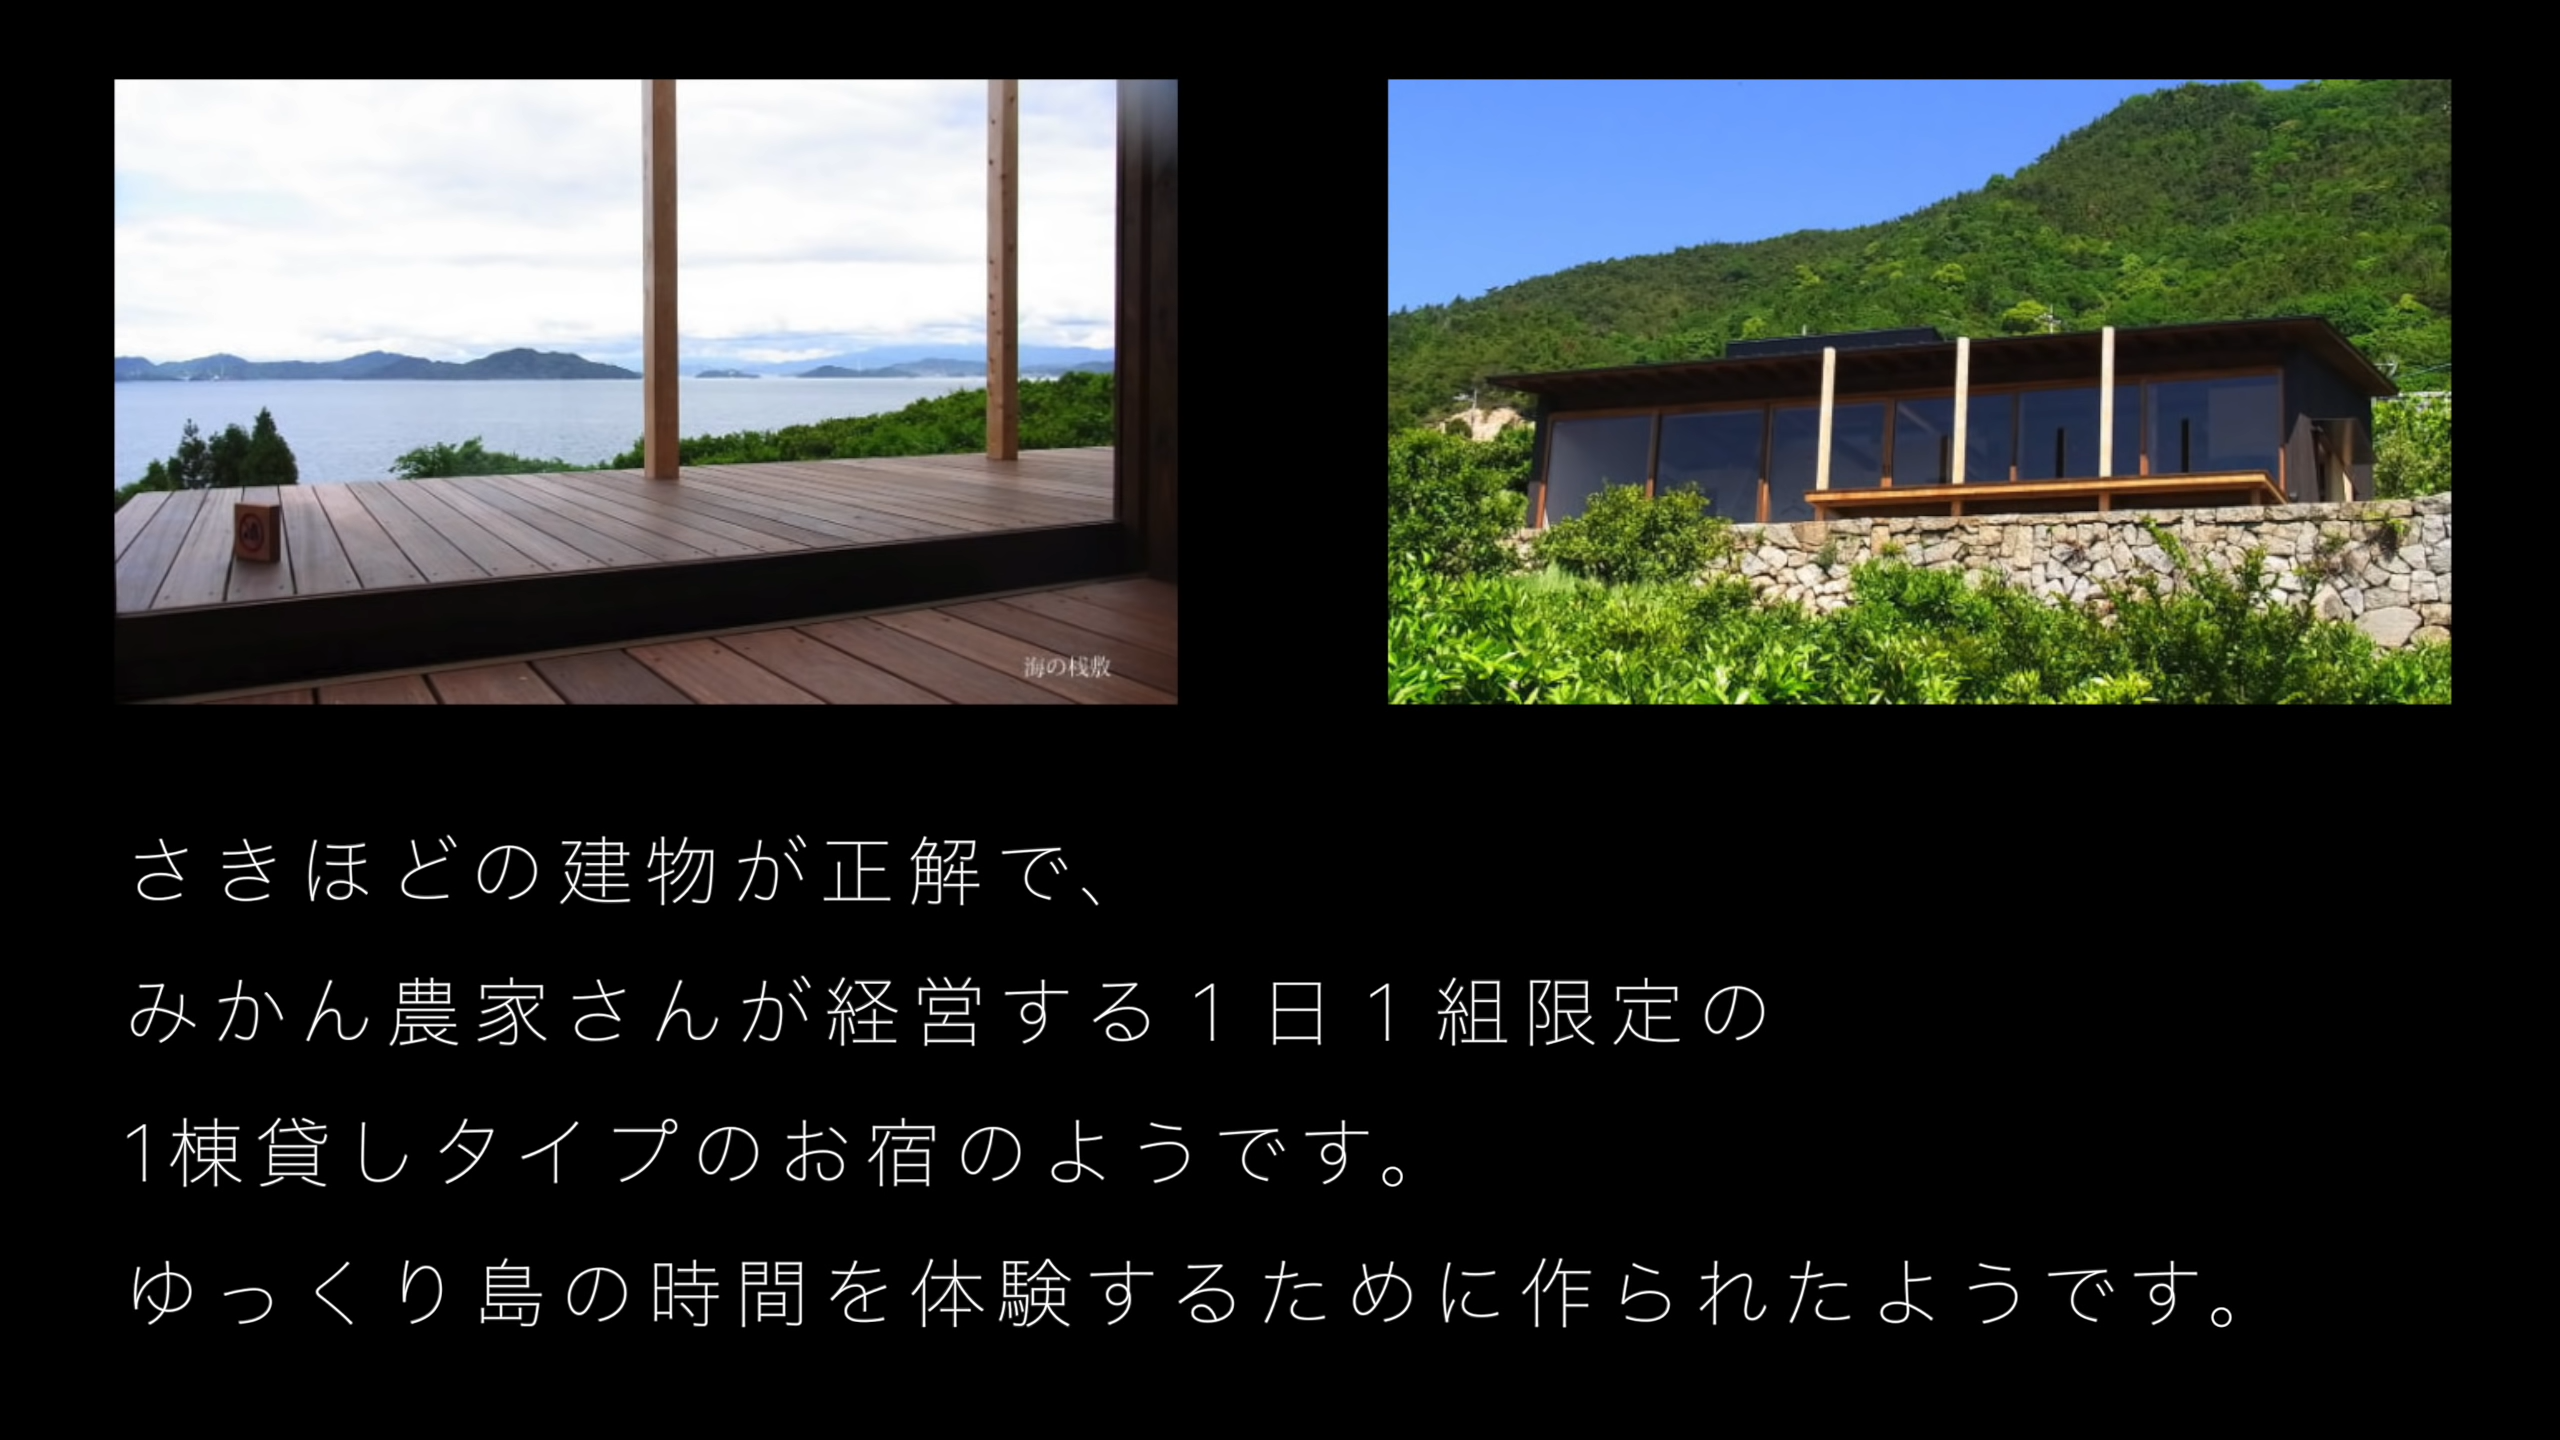 海の桟敷
さきほどの建物が正解で、
みかん農家さんが経営する１日１組限定の
1棟貸しタイプのお宿のようです。
ゆっくり島の時間を体験するために作られたようです。